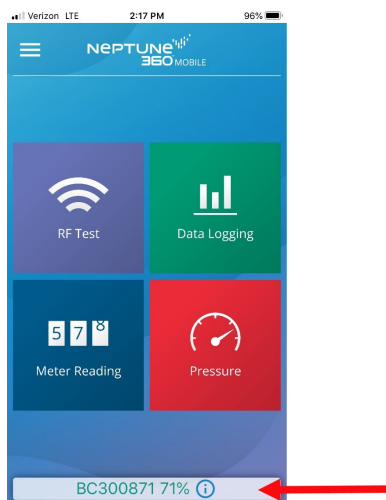 Verizon LTE 2:17 PM 96%
NEPTUNE
360 MOBILE
RF Test Data Logging
5 7 8
Meter Reading Pressure
BC300871 71% i